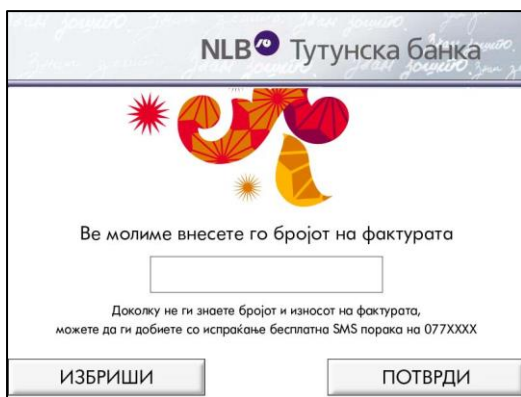 NLB Тутунска банка
Ве молиме внесете го бројот на фактурата
Доколку не ги знаете бројот и износот на фактурата,
можете да ги добиете со испраќање бесплатна SMS порака на 077XXXX
ИЗБРИШИ
ПОТВРДИ